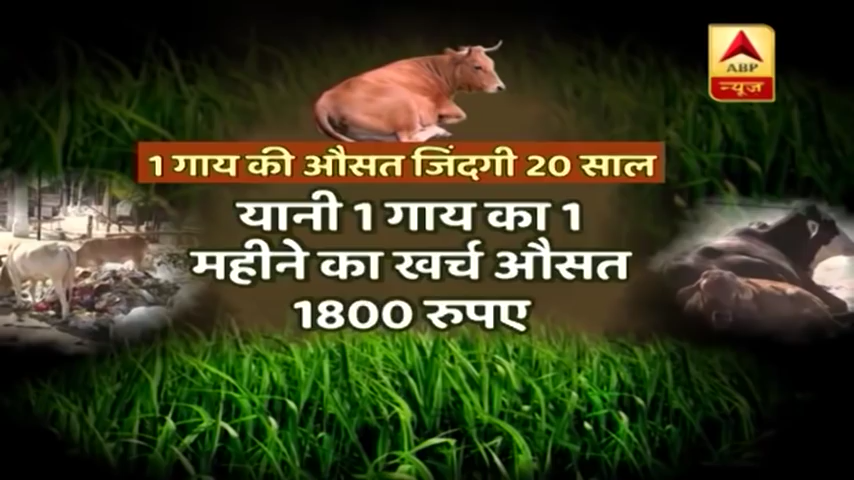 ABP
न्यूज़
1 गाय की औसत जिंदगी 20 साल
यानी 1 गाय का 1
महीने का खर्च औसत
1800 रुपए